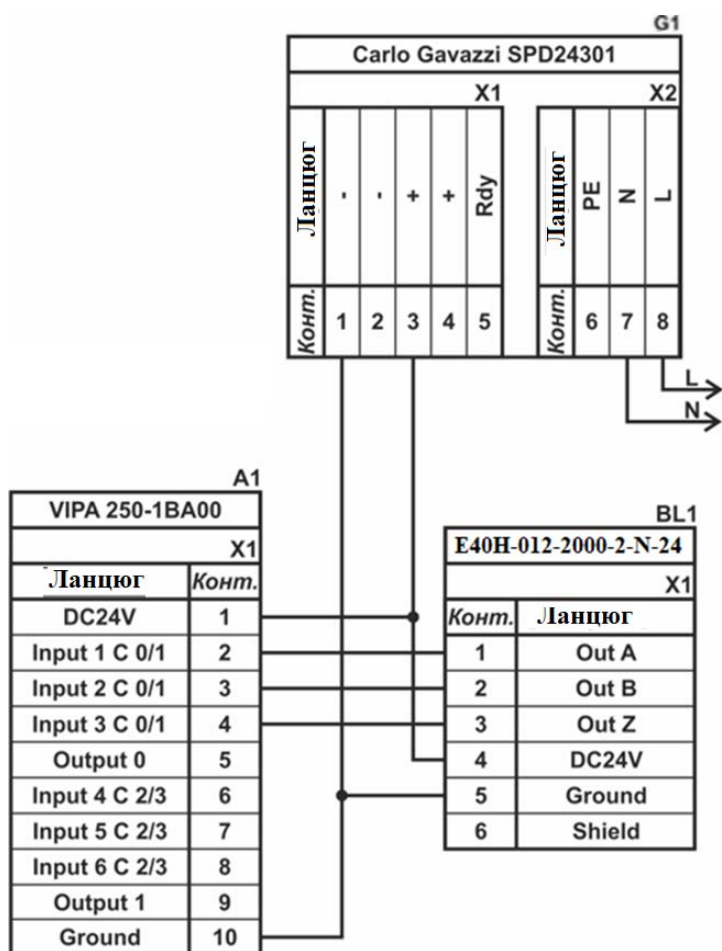 G1
Carlo Gavazzi SPD24301
X1 X2
Ланцюг - - + + Rdy Ланцюг PE N L
Конт. 1 2 3 4 5 Конт. 6 7 8
L
N
A1
VIPA 250-1BA00
X1
Ланцюг Конт.
DC24V 1
Input 1 C 0/1 2
Input 2 C 0/1 3
Input 3 C 0/1 4
Output 0 5
Input 4 C 2/3 6
Input 5 C 2/3 7
Input 6 C 2/3 8
Output 1 9
Ground 10
BL1
E40H-012-2000-2-N-24
X1
Конт. Ланцюг
1 Out A
2 Out B
3 Out Z
4 DC24V
5 Ground
6 Shield